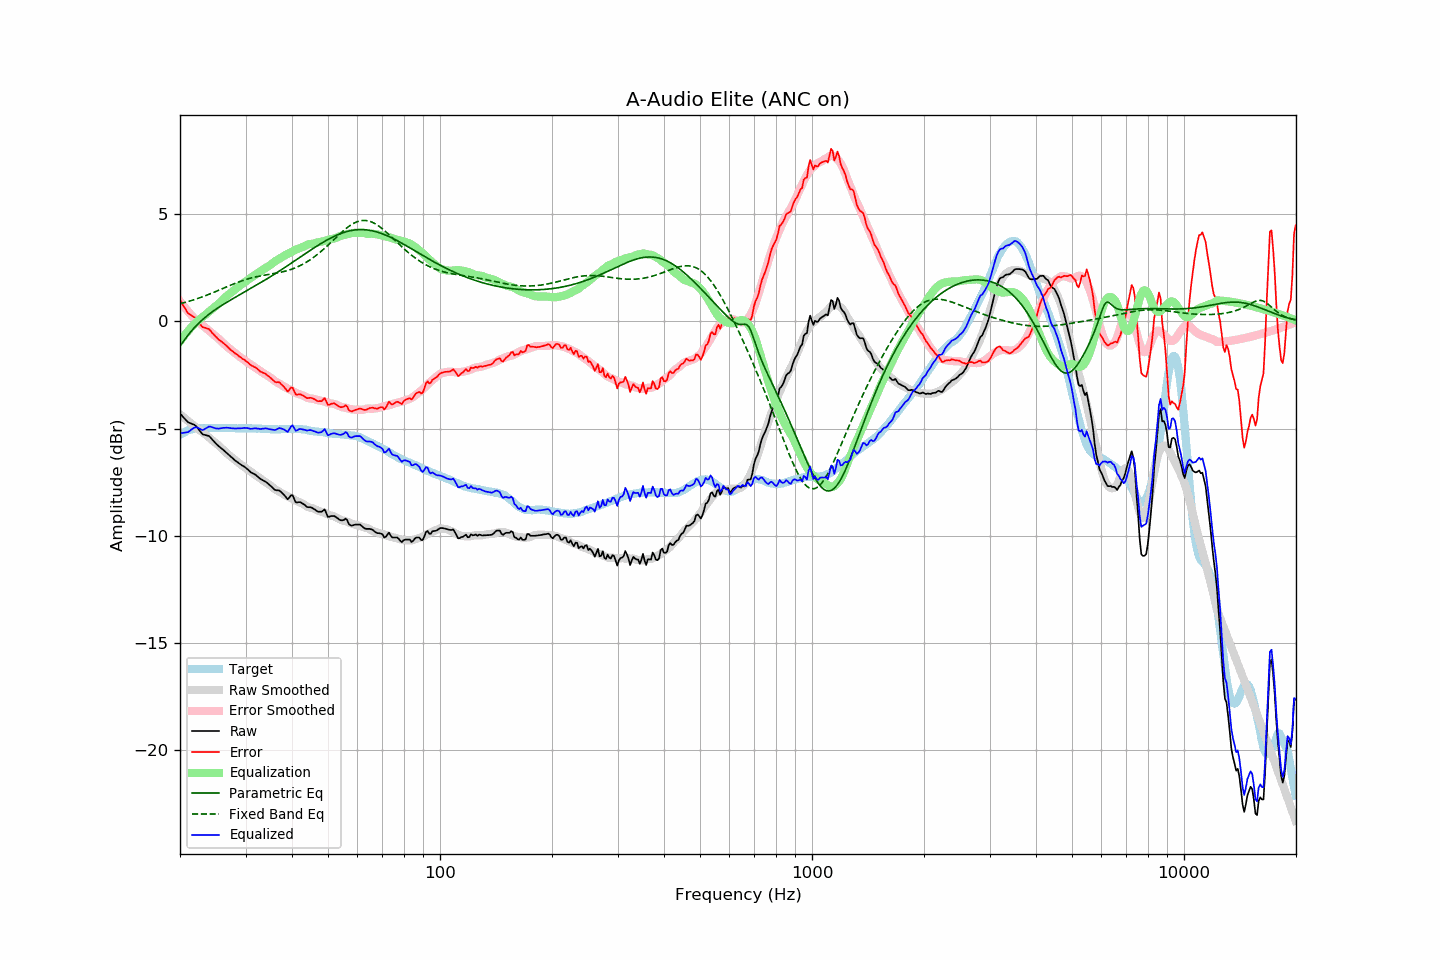 A-Audio Elite (ANC on)
Amplitude (dBr)
5
0
−5
−10
−15
−20
Target
Raw Smoothed
Error Smoothed
Raw
Error
Equalization
Parametric Eq
Fixed Band Eq
Equalized
100
1000
10000
Frequency (Hz)